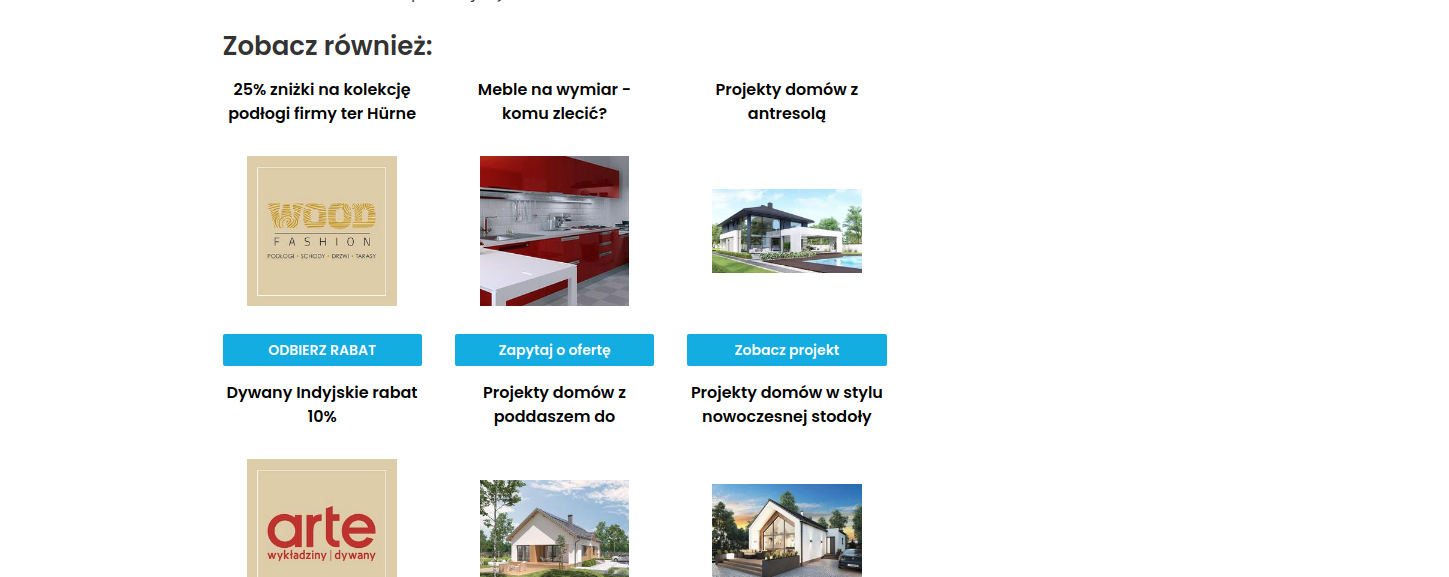 Zobacz również:
25% zniżki na kolekcję
podłogi firmy ter Hürne
Meble na wymiar -
komu zlecić?
Projekty domów z
antresolą
WOOD
FASHION
PODŁOGI • SCHODY • DRZWI • TARASY
ODBIERZ RABAT
Zapytaj o ofertę
Zobacz projekt
Dywany Indyjskie rabat
10%
Projekty domów z
poddaszem do
Projekty domów w stylu
nowoczesnej stodoły
arte
wykładziny | dywany